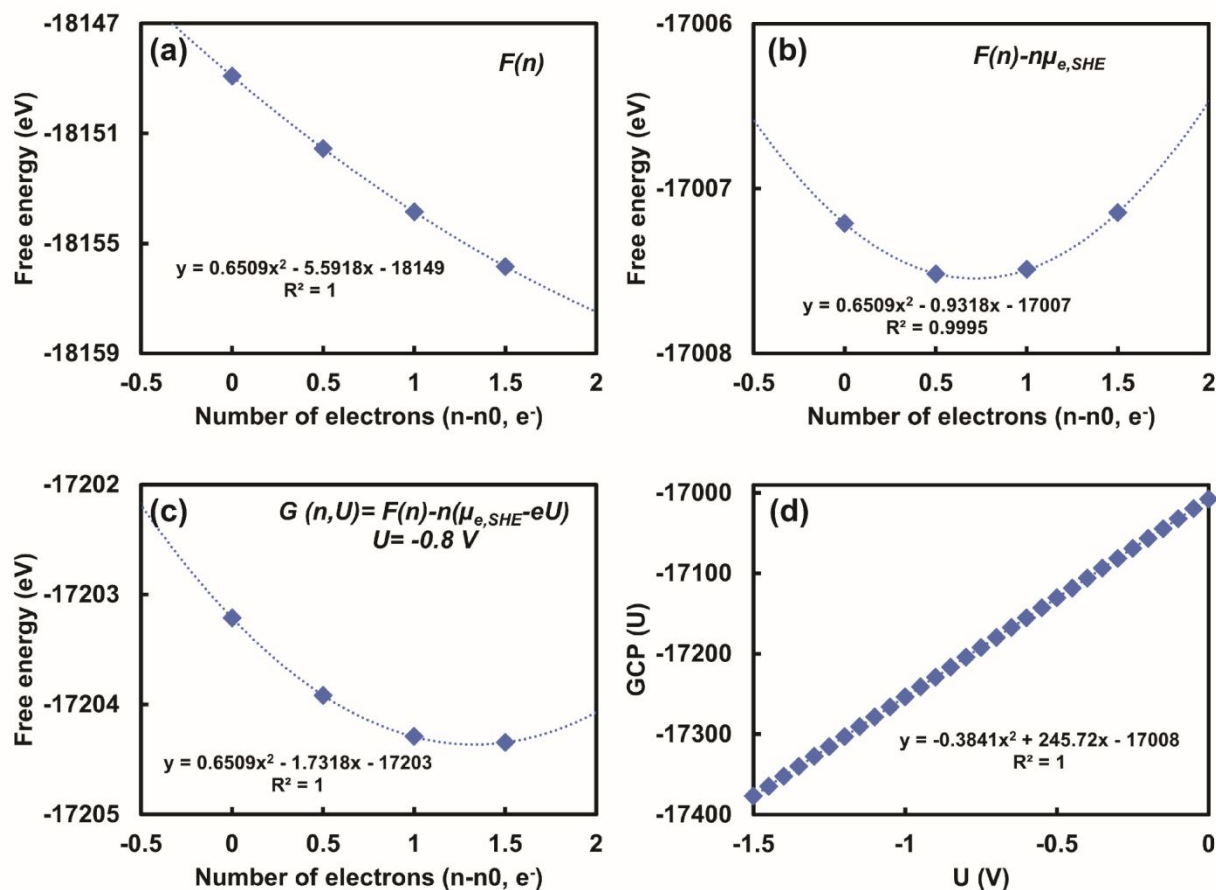 (a)
F(n)
Free energy (eV)
-18147
-18151
-18155
-18159
y = 0.6509x² - 5.5918x - 18149
R² = 1
-0.5 0 0.5 1 1.5 2
Number of electrons (n-n0, e⁻)
(b)
F(n)-nμe,SHE
Free energy (eV)
-17006
-17007
-17008
y = 0.6509x² - 0.9318x - 17007
R² = 0.9995
-0.5 0 0.5 1 1.5 2
Number of electrons (n-n0, e⁻)
(c)
G (n,U)= F(n)-n(μe,SHE-eU)
U= -0.8 V
Free energy (eV)
-17202
-17203
-17204
-17205
y = 0.6509x² - 1.7318x - 17203
R² = 1
-0.5 0 0.5 1 1.5 2
Number of electrons (n-n0, e⁻)
(d)
GCP (U)
-17000
-17100
-17200
-17300
-17400
y = -0.3841x² + 245.72x - 17008
R² = 1
-1.5 -1 -0.5 0
U (V)